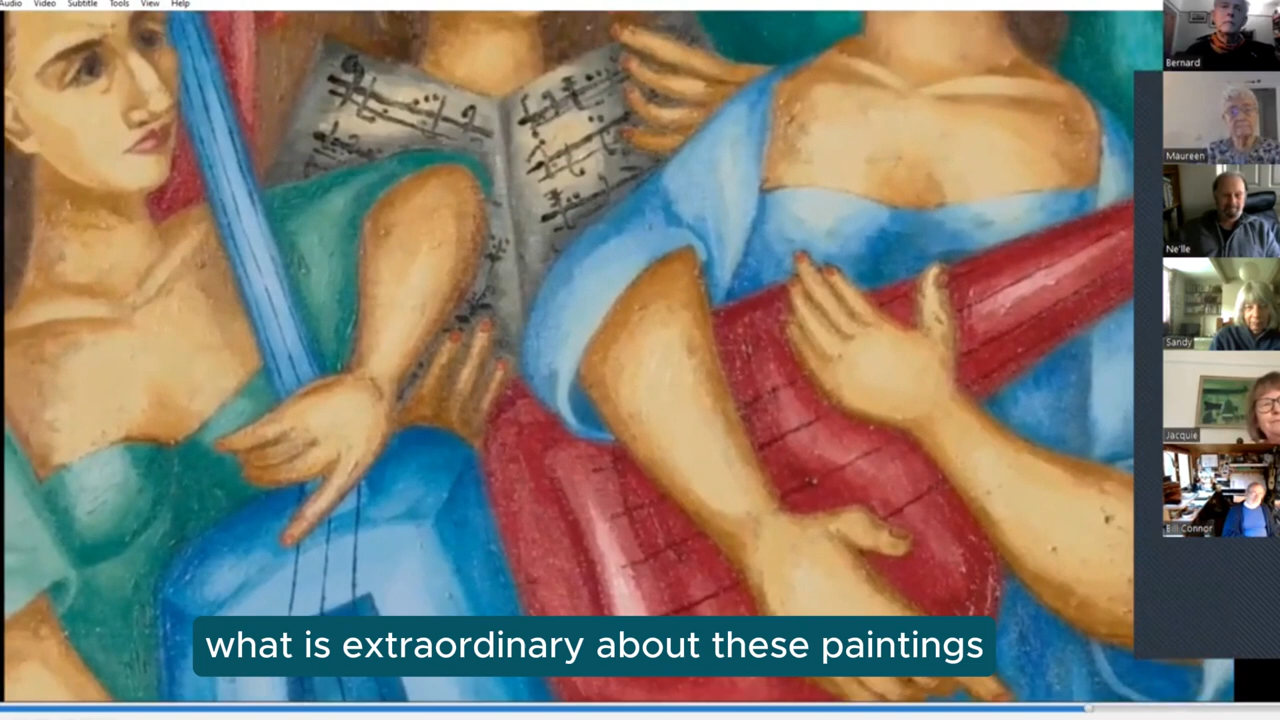 Audio Video Subtitle Tools View Help
Bernard
Maureen
Ne'lle
Sandy
Jacquie
Bill Connor
what is extraordinary about these paintings